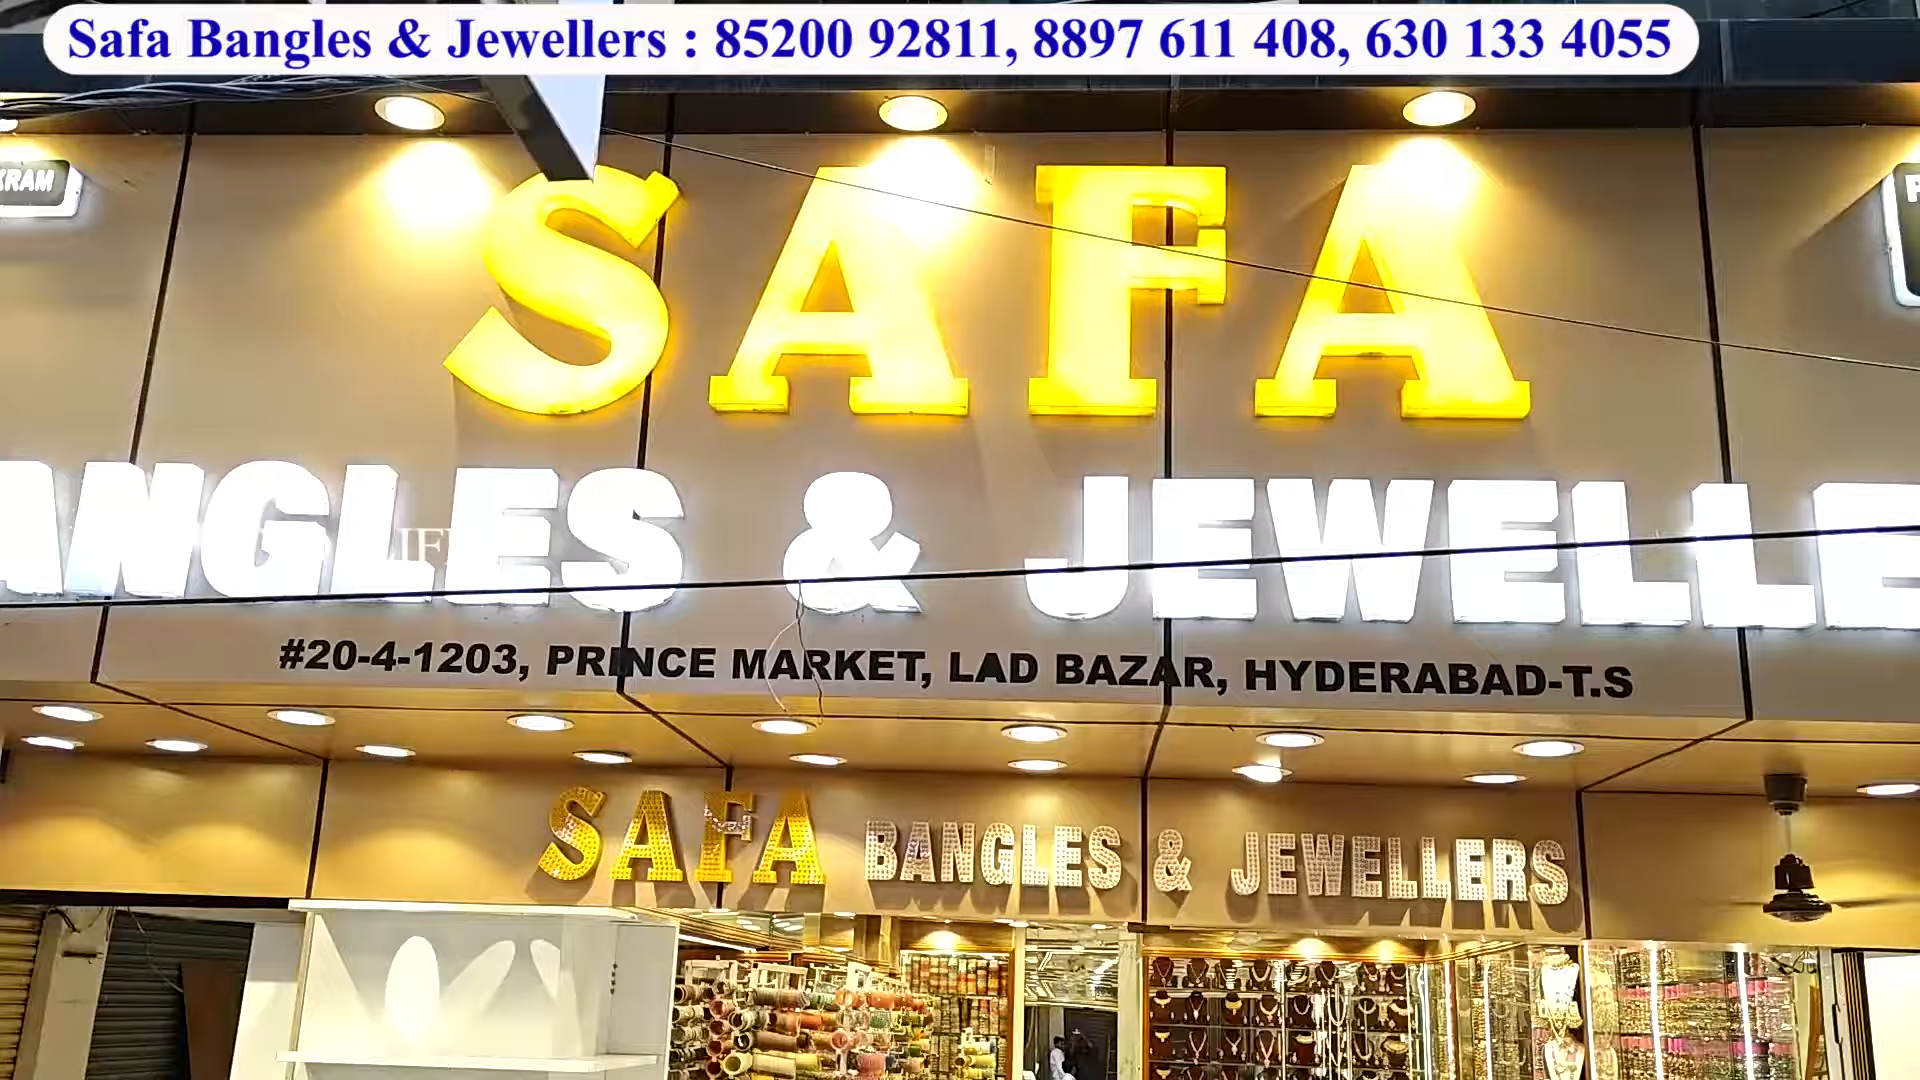 Safa Bangles & Jewellers : 85200 92811, 8897 611 408, 630 133 4055
KRAM
SAFA
ANGLES & JEWELLE
#20-4-1203, PRINCE MARKET, LAD BAZAR, HYDERABAD-T.S
SAFA BANGLES & JEWELLERS